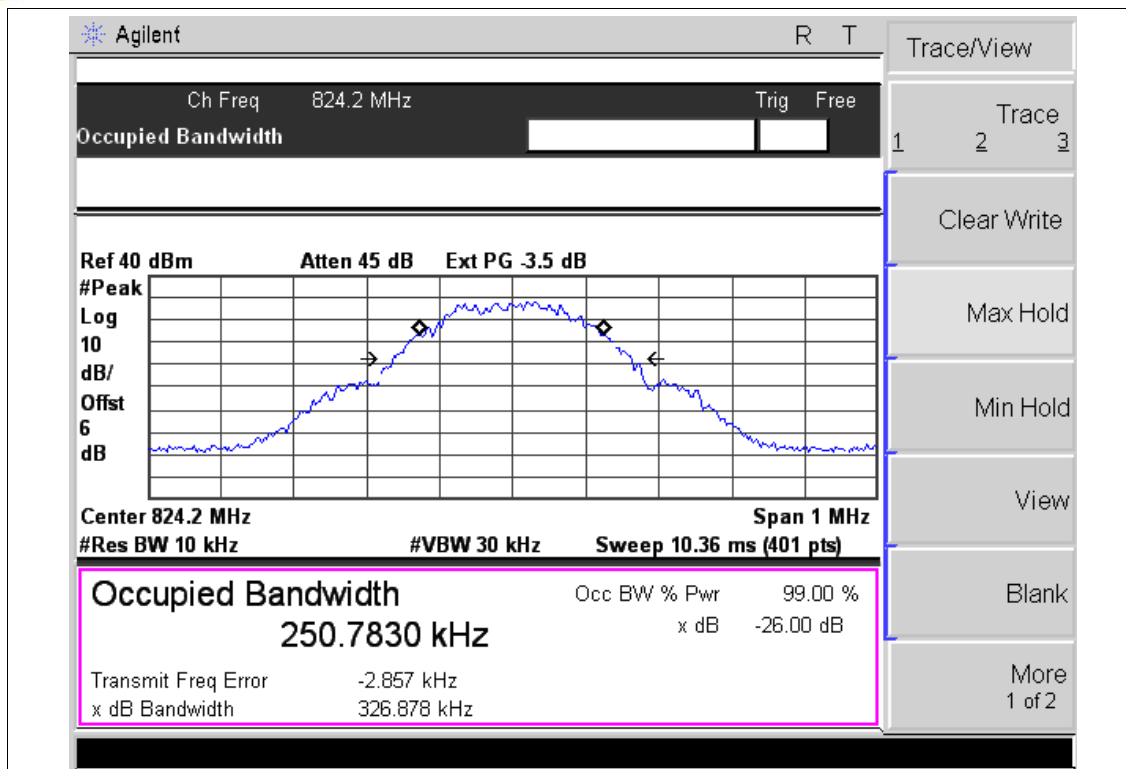 Agilent R T
Trace/View
Ch Freq 824.2 MHz Trig Free
Occupied Bandwidth
Trace
1 2 3
Clear Write
Max Hold
Min Hold
View
Blank
More
1 of 2
Ref 40 dBm Atten 45 dB Ext PG -3.5 dB
#Peak
Log
10
dB/
Offst
6
dB
Center 824.2 MHz Span 1 MHz
#Res BW 10 kHz #VBW 30 kHz Sweep 10.36 ms (401 pts)
Occupied Bandwidth Occ BW % Pwr 99.00 %
250.7830 kHz x dB -26.00 dB
Transmit Freq Error -2.857 kHz
x dB Bandwidth 326.878 kHz